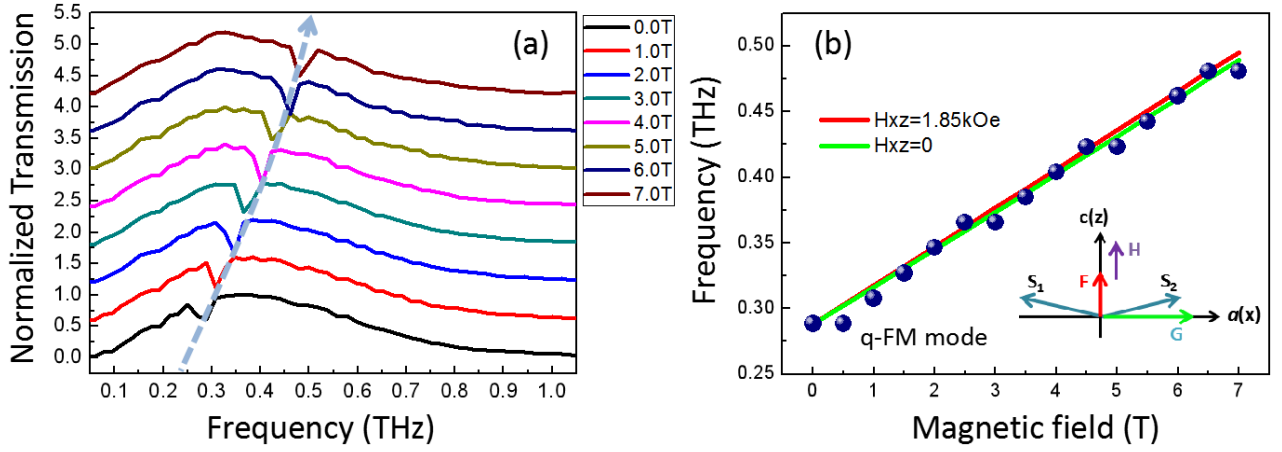 (a)
Normalized Transmission
5.5
5.0
4.5
4.0
3.5
3.0
2.5
2.0
1.5
1.0
0.5
0.0
0.1 0.2 0.3 0.4 0.5 0.6 0.7 0.8 0.9 1.0
Frequency (THz)
0.0T
1.0T
2.0T
3.0T
4.0T
5.0T
6.0T
7.0T
(b)
Frequency (THz)
0.50
0.45
0.40
0.35
0.30
0.25
Hxz=1.85kOe
Hxz=0
c(z)
H
F
S1
S2
a(x)
G
q-FM mode
0 1 2 3 4 5 6 7
Magnetic field (T)